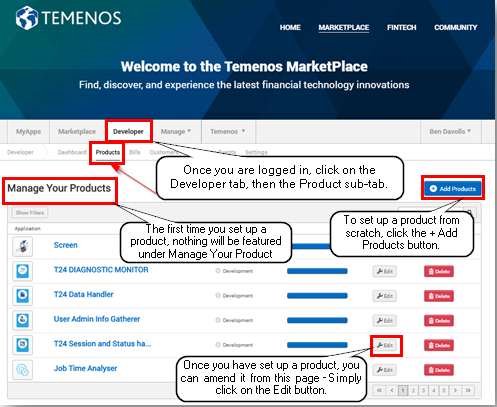 TEMENOS
HOME MARKETPLACE FINTECH COMMUNITY
Welcome to the Temenos MarketPlace
Find, discover, and experience the latest financial technology innovations
MyApps Marketplace Developer Manage Temenos Ben Davolls
Developer Dashboard Products Bills Customers Events Settings
Once you are logged in, click on the
Developer tab, then the Product sub-tab.
Manage Your Products
Add Products
Show Filters
The first time you set up a
product, nothing will be featured
under Manage Your Product
To set up a product from
scratch, click the + Add
Products button.
Application
Screen Edit Delete
T24 DIAGNOSTIC MONITOR Development Edit Delete
T24 Data Handler Development Edit Delete
User Admin Info Gatherer Development Edit Delete
T24 Session and Status ha... Development Edit Delete
Job Time Analyser Delete
Once you have set up a product, you
can amend it from this page - Simply
click on the Edit button.
1 2 3 4 5